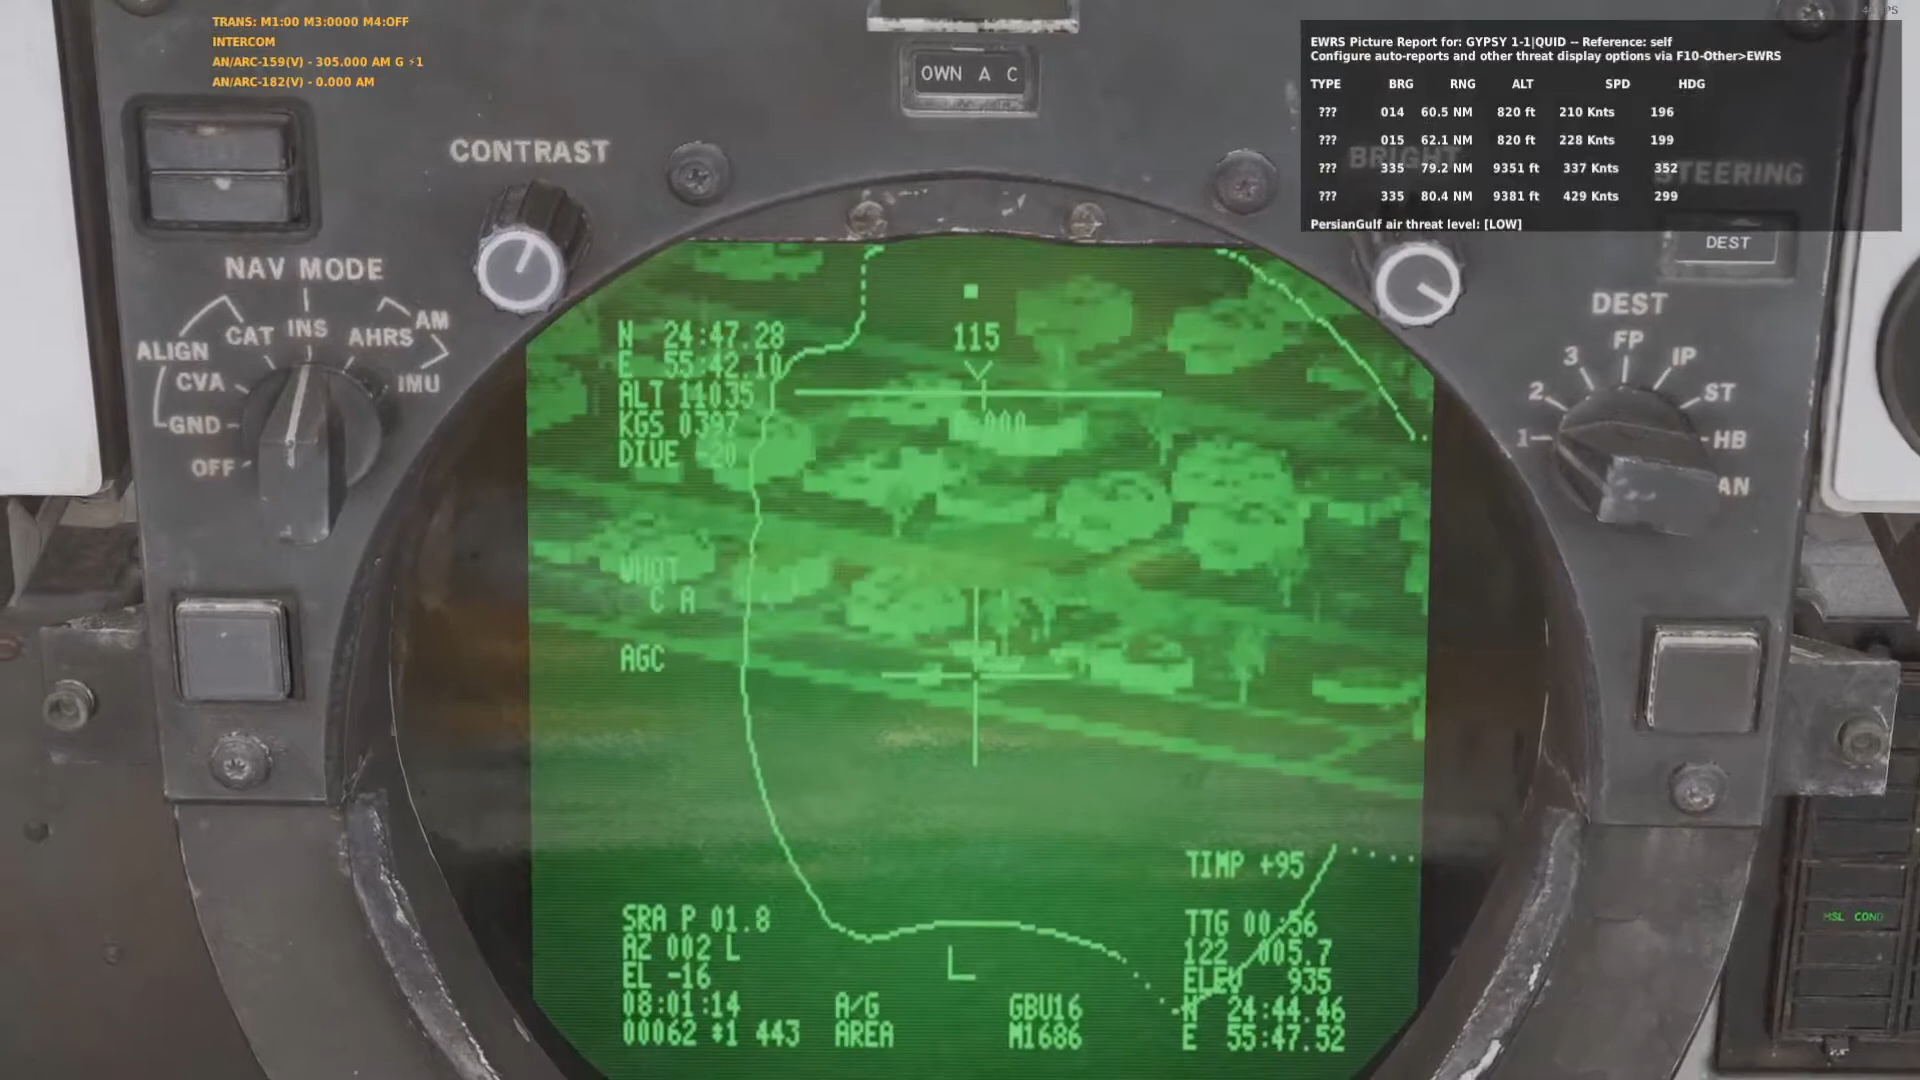 TRANS: M1:00 M3:0000 M4:OFF
INTERCOM
AN/ARC-159(V) - 305.000 AM G ⚡1
AN/ARC-182(V) - 0.000 AM
OWN A C
EWRS Picture Report for: GYPSY 1-1|QUID -- Reference: self
Configure auto-reports and other threat display options via F10-Other>EWRS
TYPE BRG RNG ALT SPD HDG
??? 014 60.5 NM 820 ft 210 Knts 196
??? 015 62.1 NM 820 ft 228 Knts 199
??? 335 79.2 NM 9351 ft 337 Knts 352
??? 335 80.4 NM 9381 ft 429 Knts 299
PersianGulf air threat level: [LOW]
CONTRAST
BRIGHT
STEERING
DEST
NAV MODE
ALIGN
CAT
INS
AHRS
AM
CVA
IMU
GND
OFF
DEST
FP
3
IP
2
ST
1
HB
AN
N 24:47.28
E 55:42.10
ALT 11035
KGS 0397
DIVE -20
115
0.000
WHOT
C A
AGC
TIMP +95
SRA P 01.8
AZ 002 L
EL -16
08:01:14
00062 ‡1 443
A/G
AREA
GBU16
M1686
TTG 00:56
122 005.7
ELEV 935
N 24:44.46
E 55:47.52
MSL COND